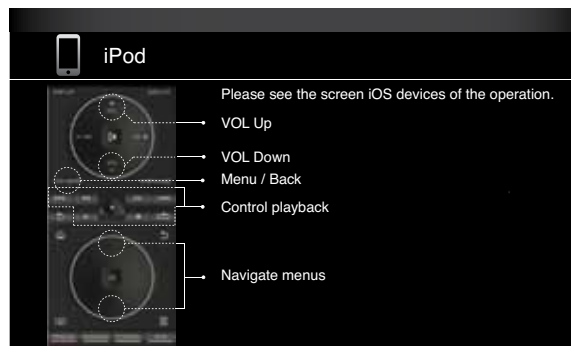 iPod
Please see the screen iOS devices of the operation.
VOL Up
VOL Down
Menu / Back
Control playback
Navigate menus